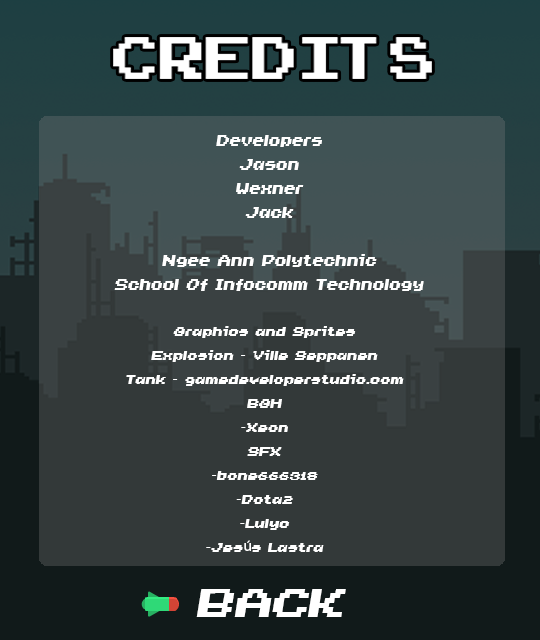 CREDITS
Developers
Jason
Wexner
Jack
Ngee Ann Polytechnic
School Of Infocomm Technology
Graphics and Sprites
Explosion - Ville Seppanen
Tank - gamedeveloperstudio.com
BGM
-Xeon
SFX
-bone666318
-Dota2
-Lulyo
-Jesús Lastra
BACK